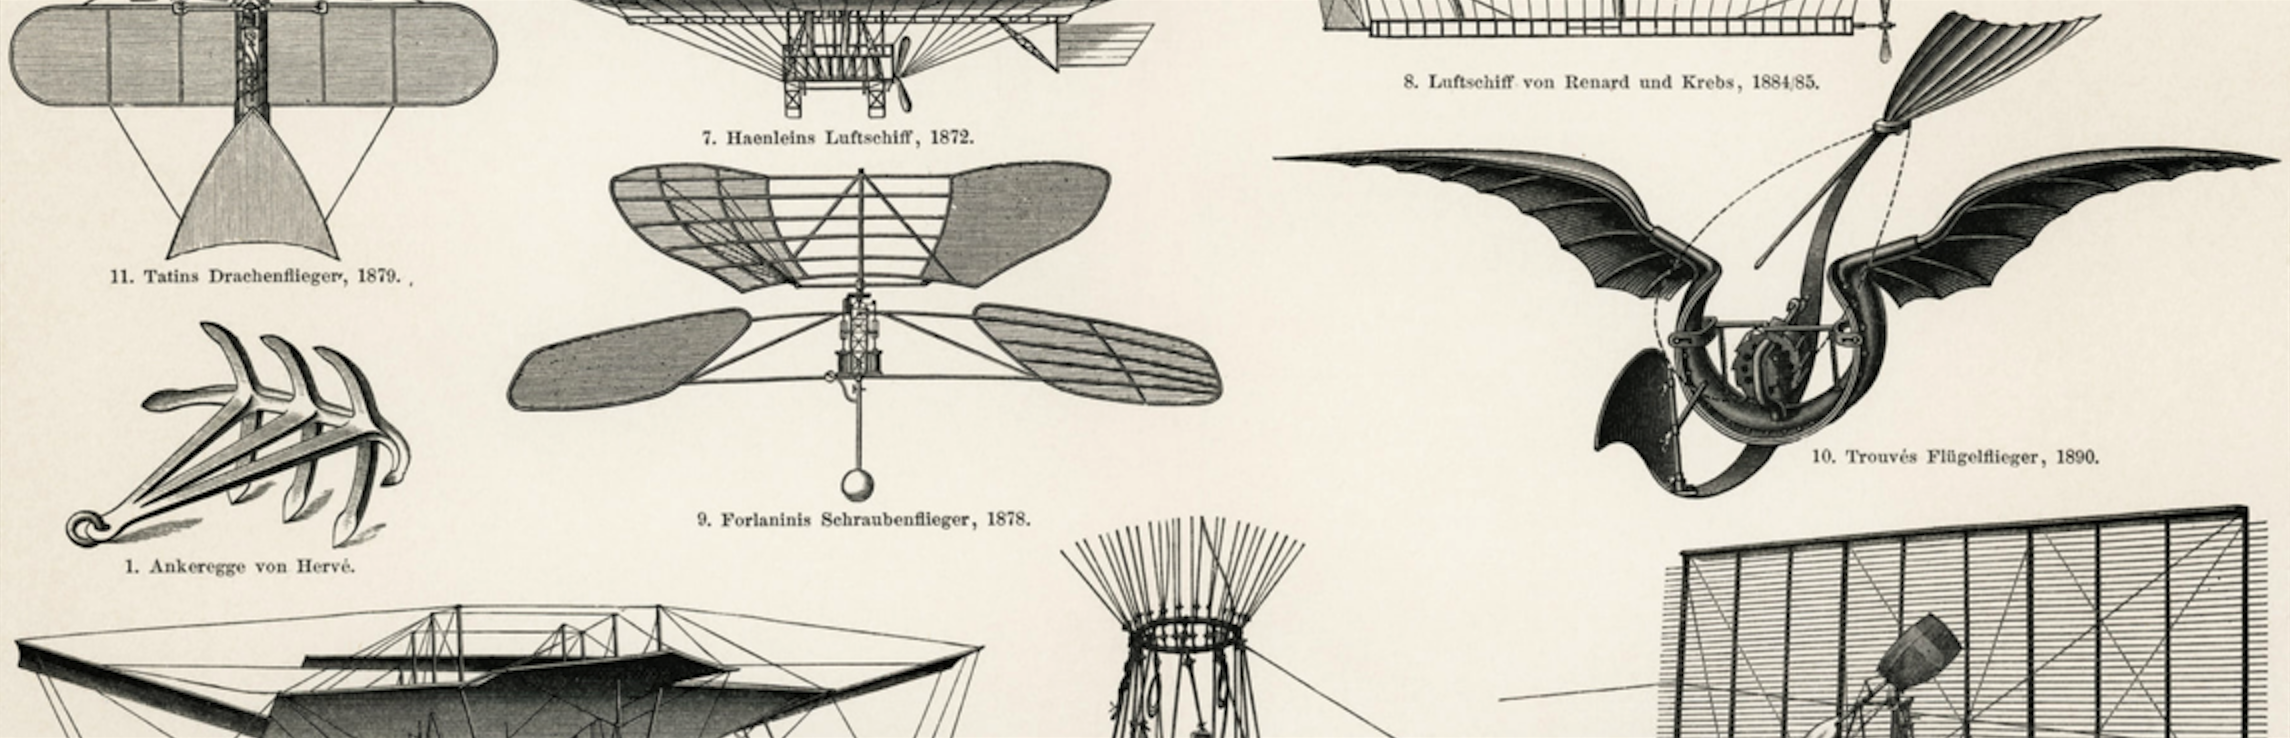 8. Luftschiff von Renard und Krebs, 1884/85.
7. Haenleins Luftschiff, 1872.
11. Tatins Drachenflieger, 1879.
10. Trouvés Flügelflieger, 1890.
9. Forlaninis Schraubenflieger, 1878.
1. Ankeregge von Hervé.